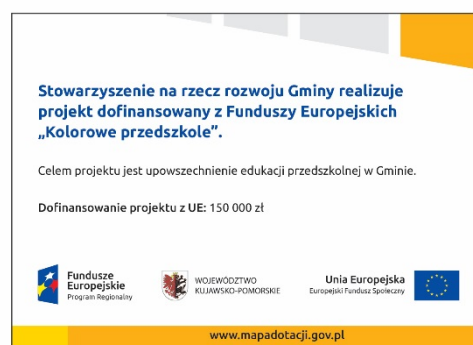 Stowarzyszenie na rzecz rozwoju Gminy realizuje
projekt dofinansowany z Funduszy Europejskich
„Kolorowe przedszkole”.
Celem projektu jest upowszechnienie edukacji przedszkolnej w Gminie.
Dofinansowanie projektu z UE: 150 000 zł
Fundusze
Europejskie
Program Regionalny
WOJEWÓDZTWO
KUJAWSKO-POMORSKIE
Unia Europejska
Europejski Fundusz Społeczny
www.mapadotacji.gov.pl